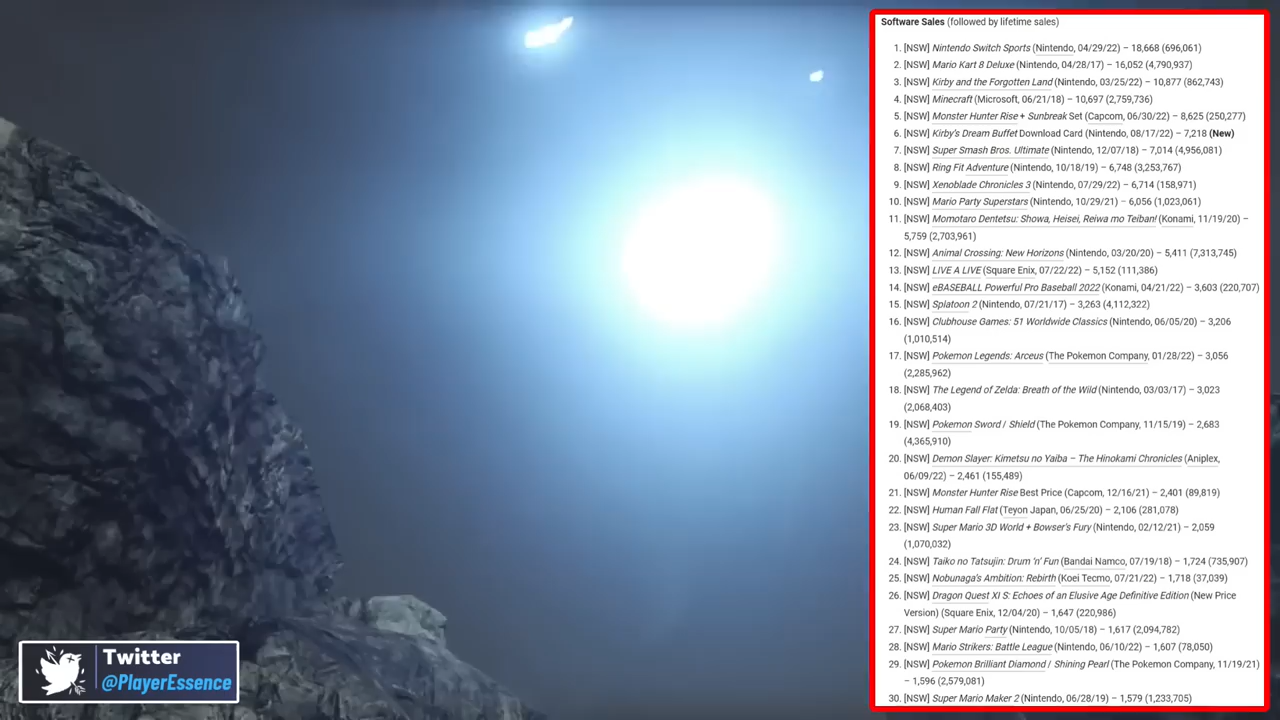 Software Sales (followed by lifetime sales)
1. [NSW] Nintendo Switch Sports (Nintendo, 04/29/22) – 18,668 (696,061)
2. [NSW] Mario Kart 8 Deluxe (Nintendo, 04/28/17) – 16,052 (4,790,937)
3. [NSW] Kirby and the Forgotten Land (Nintendo, 03/25/22) – 10,877 (862,743)
4. [NSW] Minecraft (Microsoft, 06/21/18) – 10,697 (2,759,736)
5. [NSW] Monster Hunter Rise + Sunbreak Set (Capcom, 06/30/22) – 8,625 (250,277)
6. [NSW] Kirby's Dream Buffet Download Card (Nintendo, 08/17/22) – 7,218 (New)
7. [NSW] Super Smash Bros. Ultimate (Nintendo, 12/07/18) – 7,014 (4,956,081)
8. [NSW] Ring Fit Adventure (Nintendo, 10/18/19) – 6,748 (3,253,767)
9. [NSW] Xenoblade Chronicles 3 (Nintendo, 07/29/22) – 6,714 (158,971)
10. [NSW] Mario Party Superstars (Nintendo, 10/29/21) – 6,056 (1,023,061)
11. [NSW] Momotaro Dentetsu: Showa, Heisei, Reiwa mo Teiban! (Konami, 11/19/20) –
5,759 (2,703,961)
12. [NSW] Animal Crossing: New Horizons (Nintendo, 03/20/20) – 5,411 (7,313,745)
13. [NSW] LIVE A LIVE (Square Enix, 07/22/22) – 5,152 (111,386)
14. [NSW] eBASEBALL Powerful Pro Baseball 2022 (Konami, 04/21/22) – 3,603 (220,707)
15. [NSW] Splatoon 2 (Nintendo, 07/21/17) – 3,263 (4,112,322)
16. [NSW] Clubhouse Games: 51 Worldwide Classics (Nintendo, 06/05/20) – 3,206
(1,010,514)
17. [NSW] Pokemon Legends: Arceus (The Pokemon Company, 01/28/22) – 3,056
(2,285,962)
18. [NSW] The Legend of Zelda: Breath of the Wild (Nintendo, 03/03/17) – 3,023
(2,068,403)
19. [NSW] Pokemon Sword / Shield (The Pokemon Company, 11/15/19) – 2,683
(4,365,910)
20. [NSW] Demon Slayer: Kimetsu no Yaiba – The Hinokami Chronicles (Aniplex,
06/09/22) – 2,461 (155,489)
21. [NSW] Monster Hunter Rise Best Price (Capcom, 12/16/21) – 2,401 (89,819)
22. [NSW] Human Fall Flat (Teyon Japan, 06/25/20) – 2,106 (281,078)
23. [NSW] Super Mario 3D World + Bowser's Fury (Nintendo, 02/12/21) – 2,059
(1,070,032)
24. [NSW] Taiko no Tatsujin: Drum 'n' Fun (Bandai Namco, 07/19/18) – 1,724 (735,907)
25. [NSW] Nobunaga's Ambition: Rebirth (Koei Tecmo, 07/21/22) – 1,718 (37,039)
26. [NSW] Dragon Quest XI S: Echoes of an Elusive Age Definitive Edition (New Price
Version) (Square Enix, 12/04/20) – 1,647 (220,986)
27. [NSW] Super Mario Party (Nintendo, 10/05/18) – 1,617 (2,094,782)
28. [NSW] Mario Strikers: Battle League (Nintendo, 06/10/22) – 1,607 (78,050)
29. [NSW] Pokemon Brilliant Diamond / Shining Pearl (The Pokemon Company, 11/19/21)
– 1,596 (2,579,081)
30. [NSW] Super Mario Maker 2 (Nintendo, 06/28/19) – 1,579 (1,233,705)
Twitter
@PlayerEssence